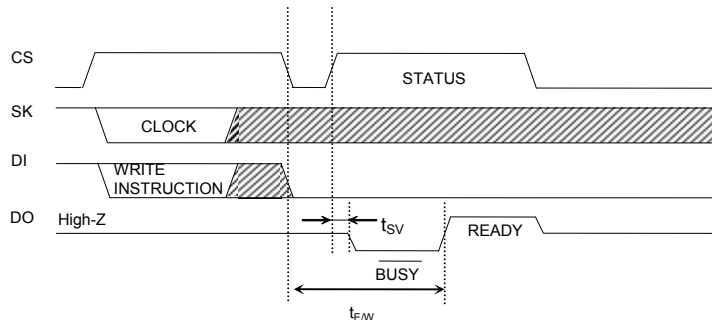 CS
STATUS
SK
CLOCK
DI
WRITE
INSTRUCTION
DO
High-Z
tSV
READY
BUSY
tE/W